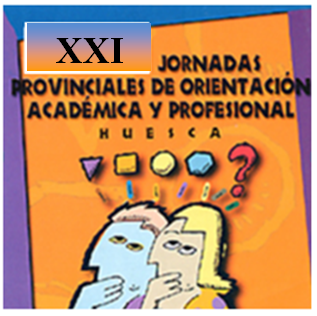 XXI
JORNADAS
PROVINCIALES DE ORIENTACIÓN
ACADÉMICA Y PROFESIONAL
HUESCA
?